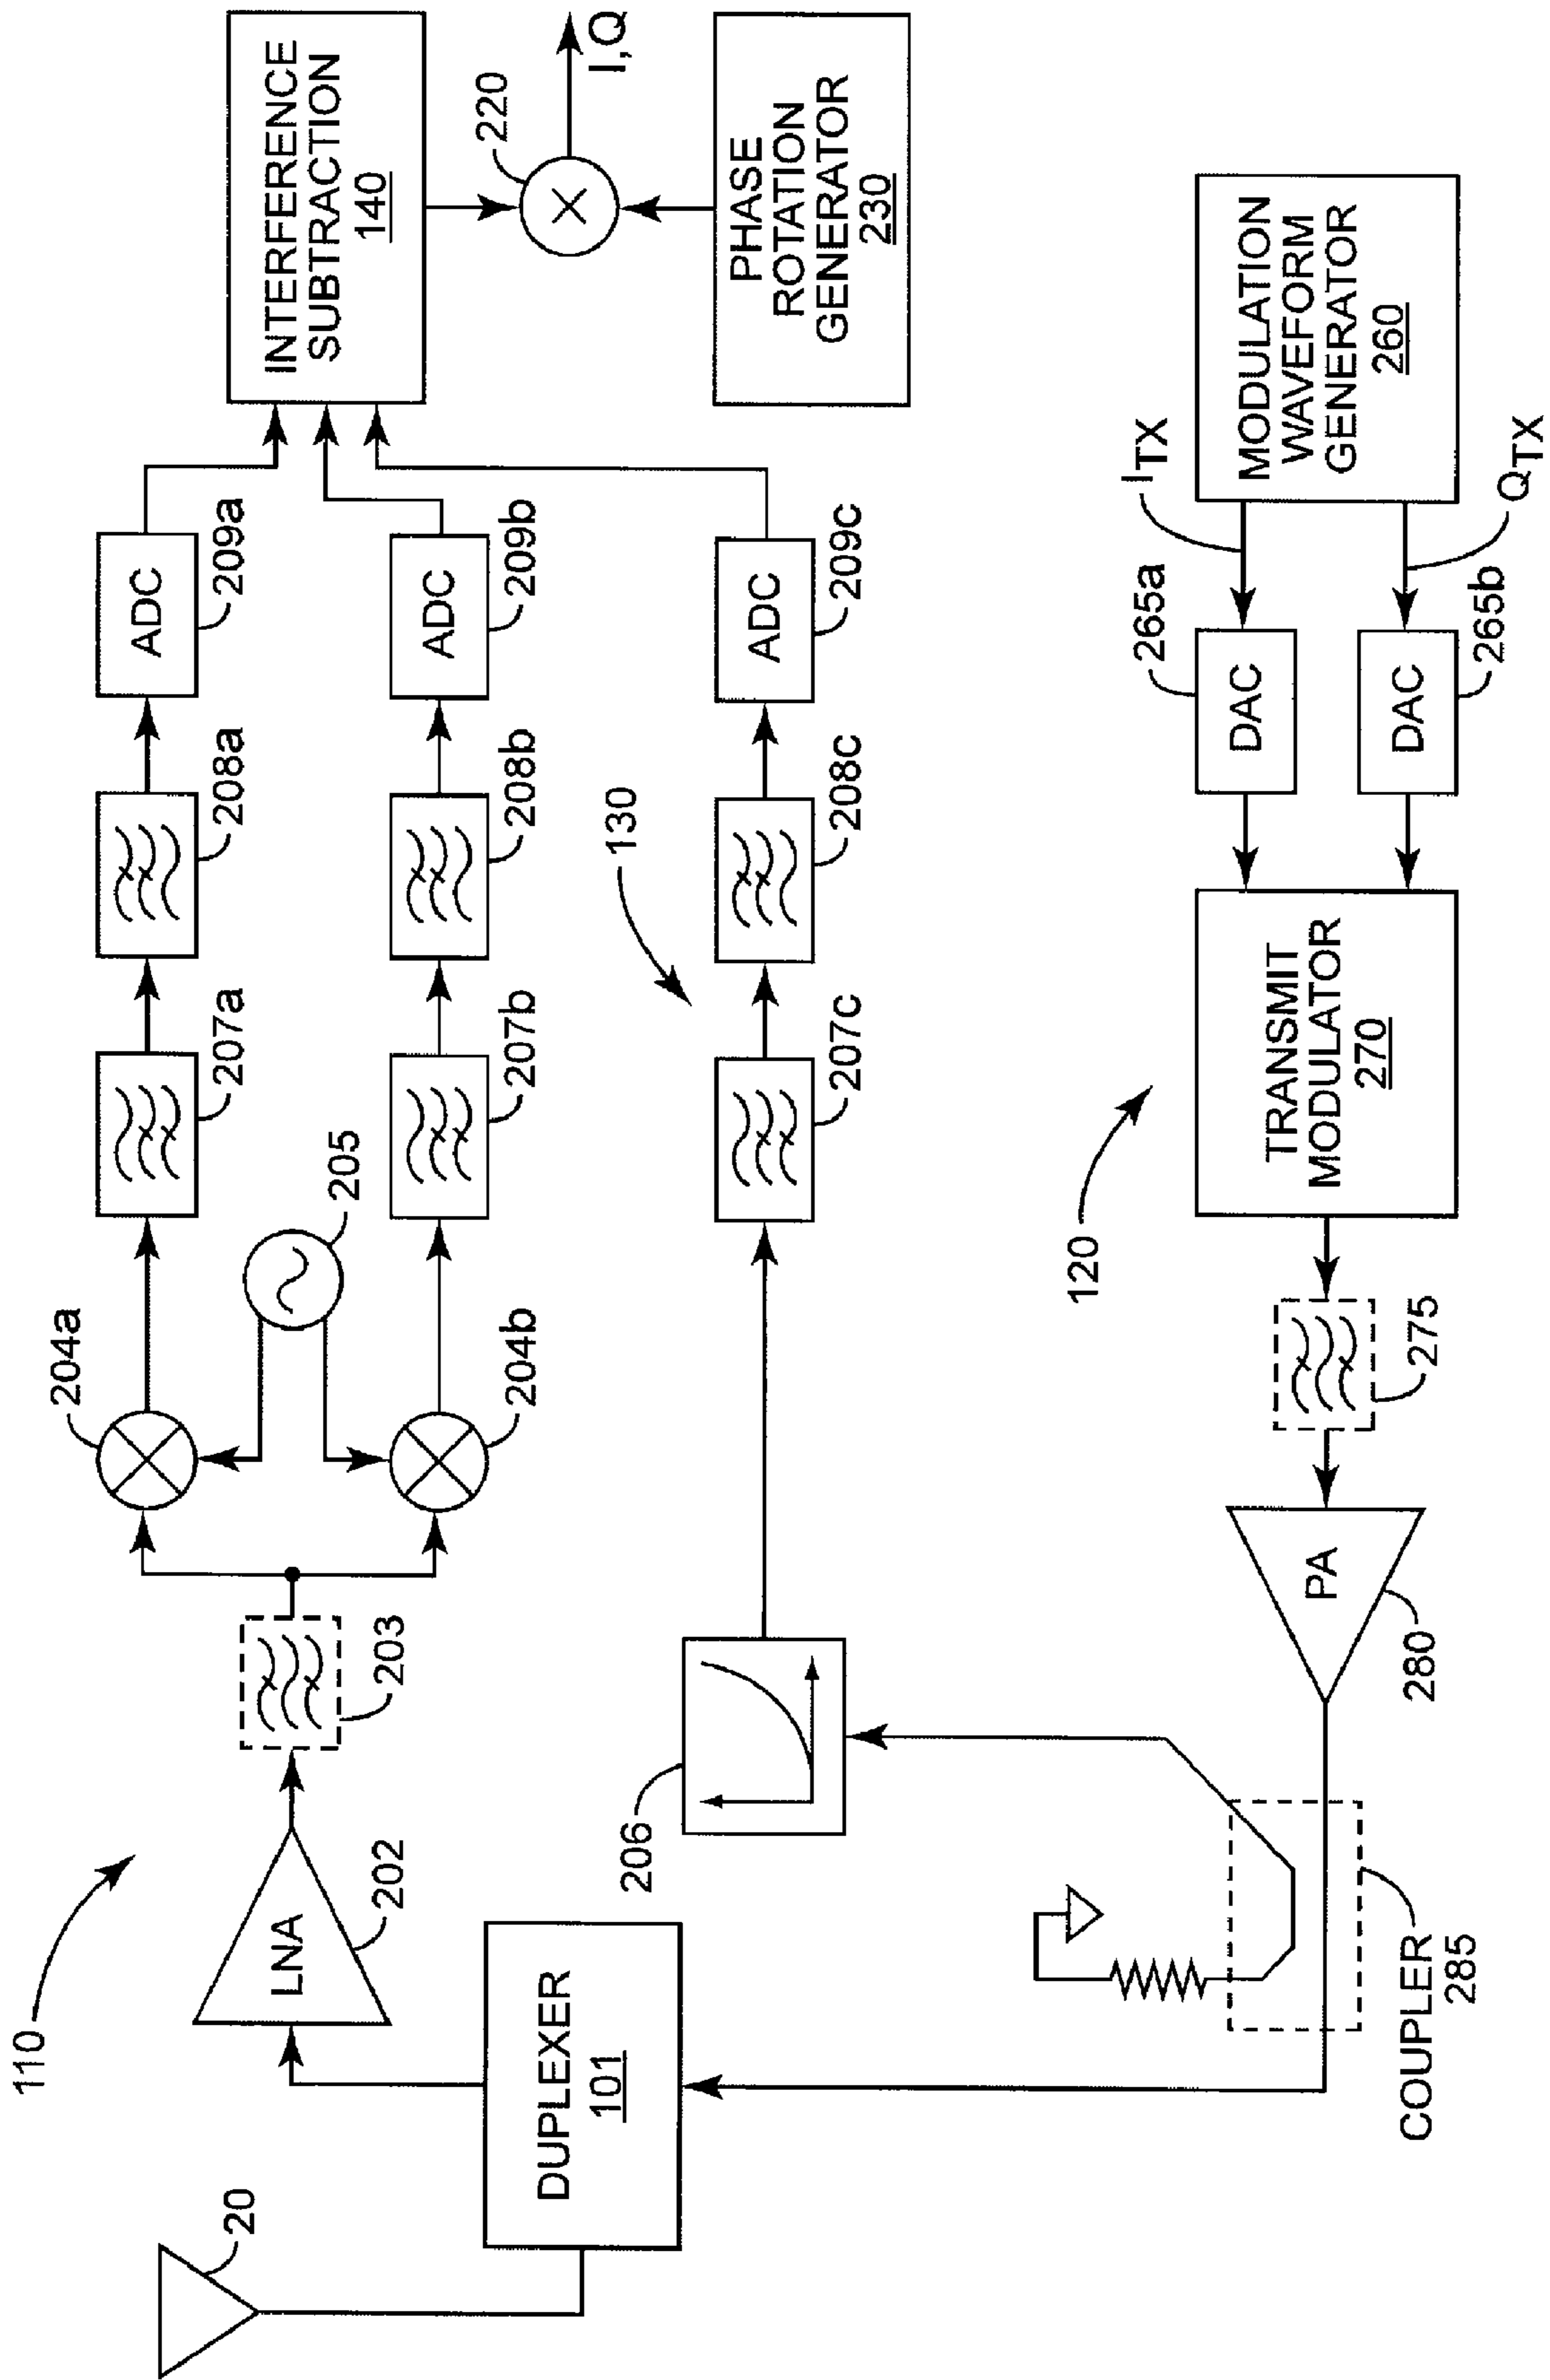 110
20
DUPLEXER
101
LNA
202
203
204a
204b
205
207a
207b
208a
208b
209a
209b
ADC
ADC
INTERFERENCE
SUBTRACTION
140
220
I,Q
PHASE
ROTATION
GENERATOR
230
206
130
207c
208c
ADC
209c
COUPLER
285
PA
280
275
120
TRANSMIT
MODULATOR
270
265a
DAC
DAC
265b
ITX
QTX
MODULATION
WAVEFORM
GENERATOR
260